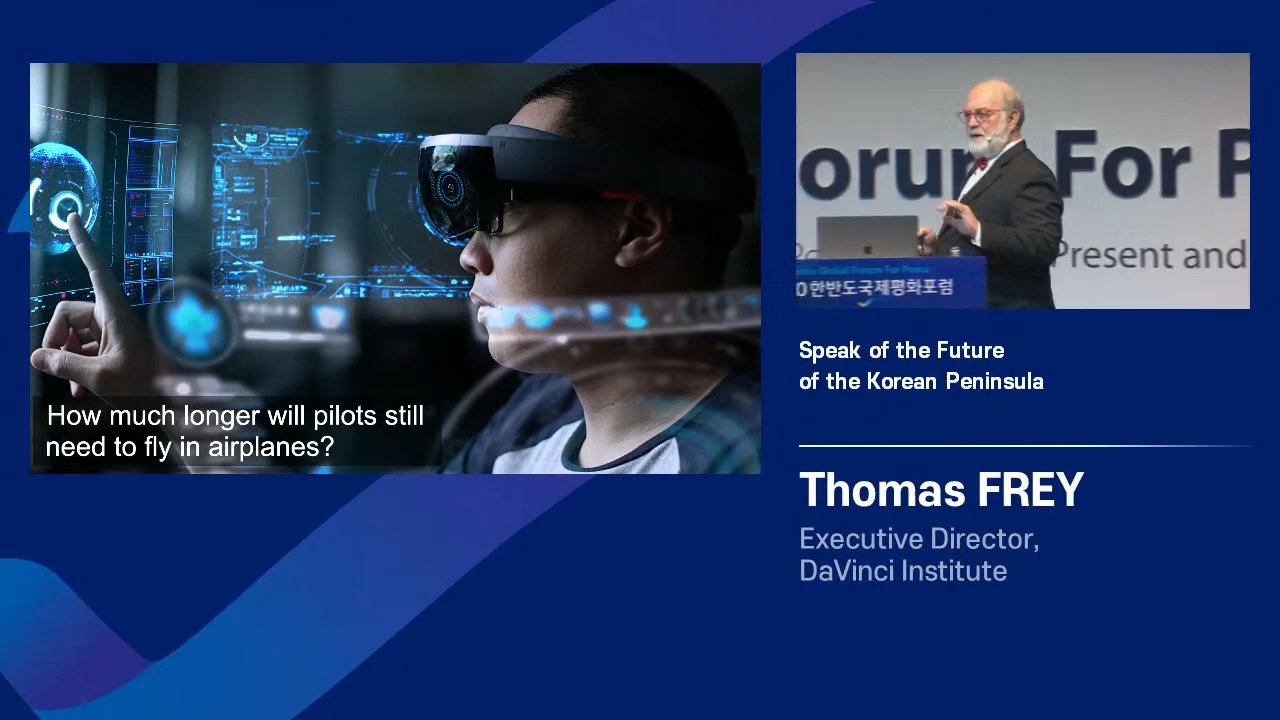 How much longer will pilots still
need to fly in airplanes?
orum For P
Present and
한반도국제평화포럼
Speak of the Future
of the Korean Peninsula
Thomas FREY
Executive Director,
DaVinci Institute